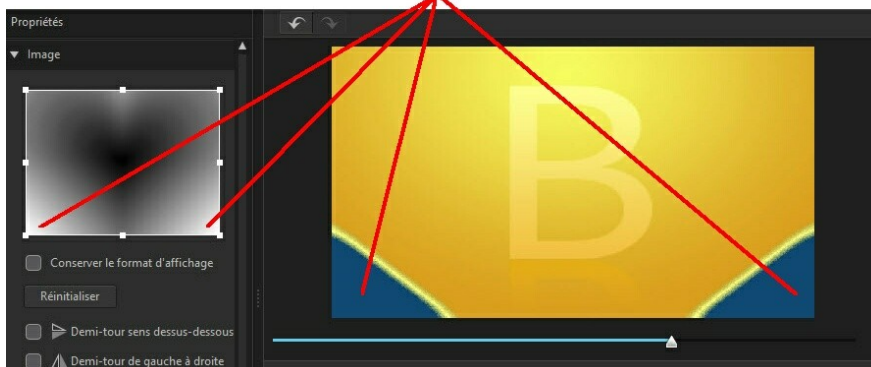 Propriétés
Image
B
Conserver le format d'affichage
Réinitialiser
Demi-tour sens dessus-dessous
Demi-tour de gauche à droite